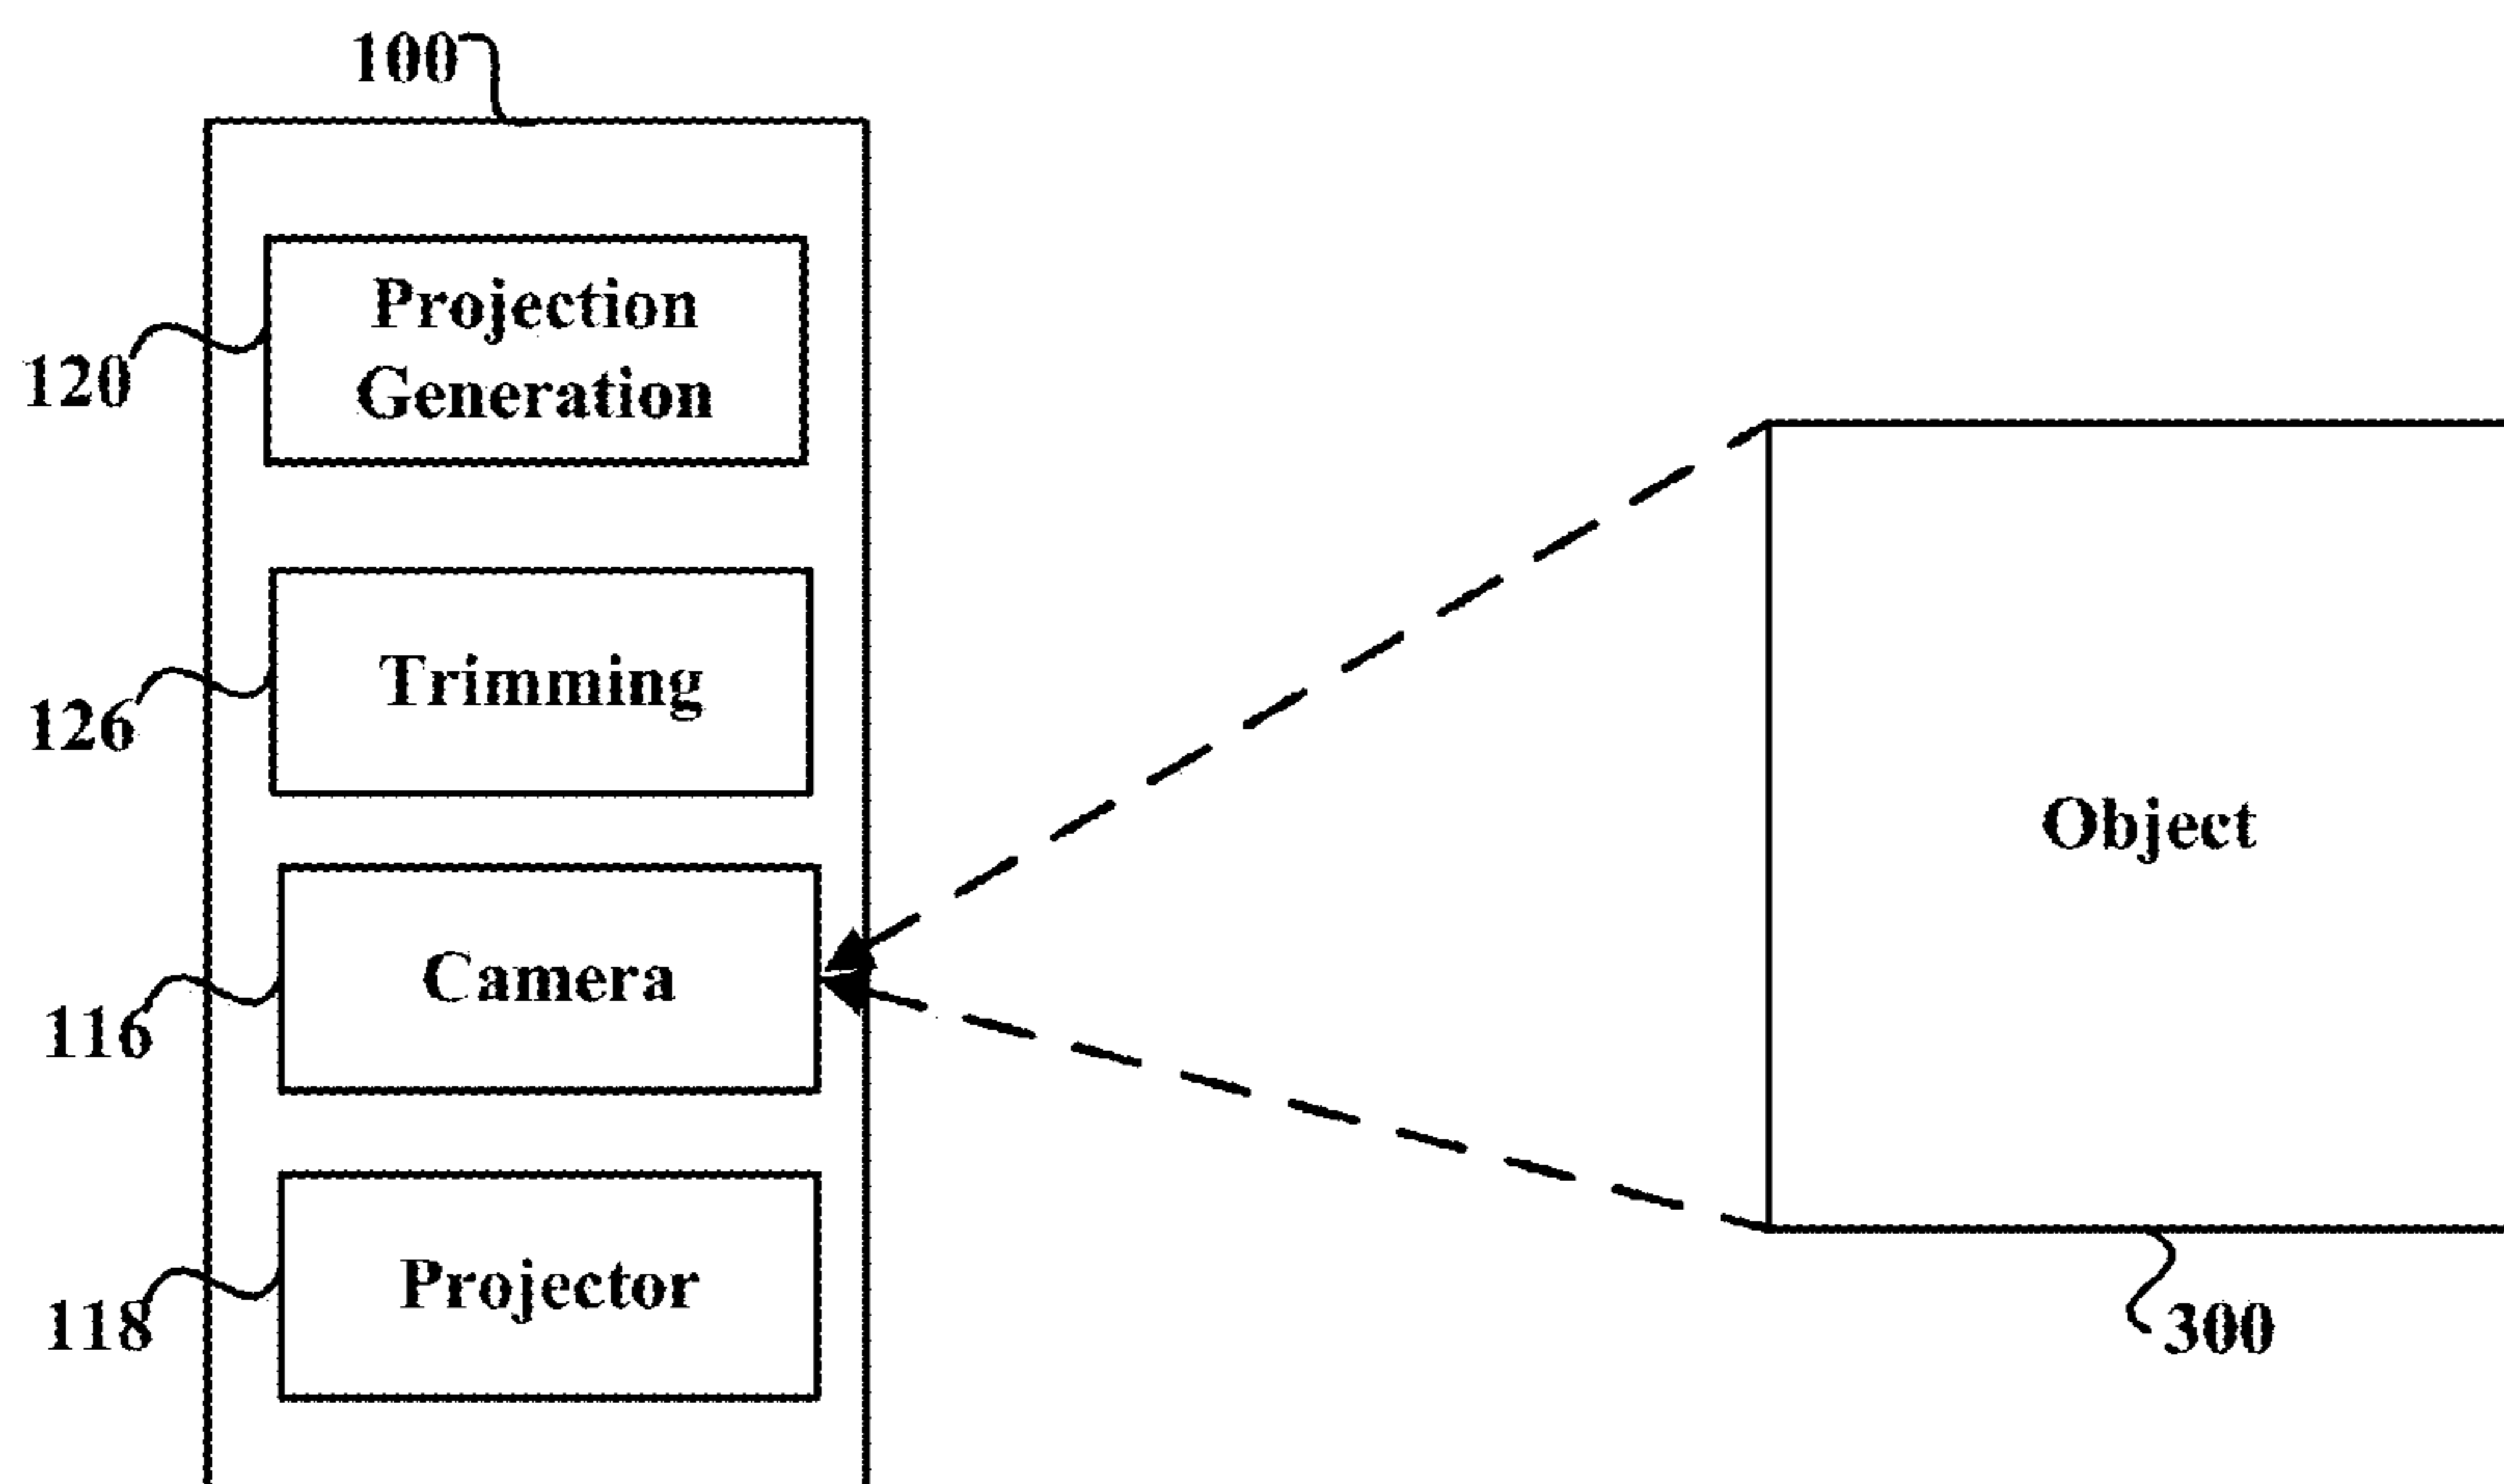 100
Projection
Generation
120
Trimming
126
Object
Camera
116
Projector
118
300